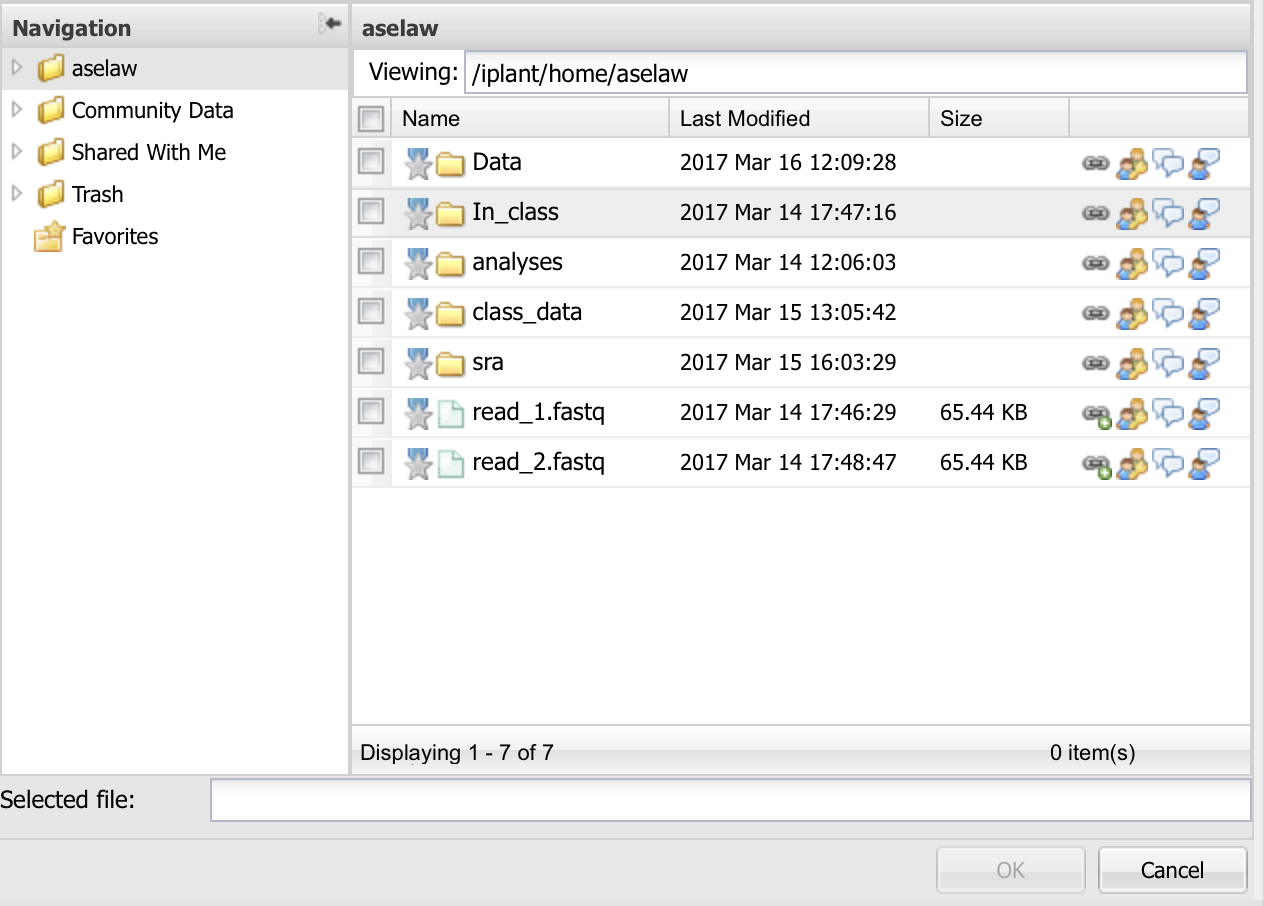 Navigation
aselaw
Community Data
Shared With Me
Trash
Favorites
aselaw
Viewing: /iplant/home/aselaw
Name Last Modified Size
Data 2017 Mar 16 12:09:28
In_class 2017 Mar 14 17:47:16
analyses 2017 Mar 14 12:06:03
class_data 2017 Mar 15 13:05:42
sra 2017 Mar 15 16:03:29
read_1.fastq 2017 Mar 14 17:46:29 65.44 KB
read_2.fastq 2017 Mar 14 17:48:47 65.44 KB
Displaying 1 - 7 of 7 0 item(s)
Selected file:
OK Cancel